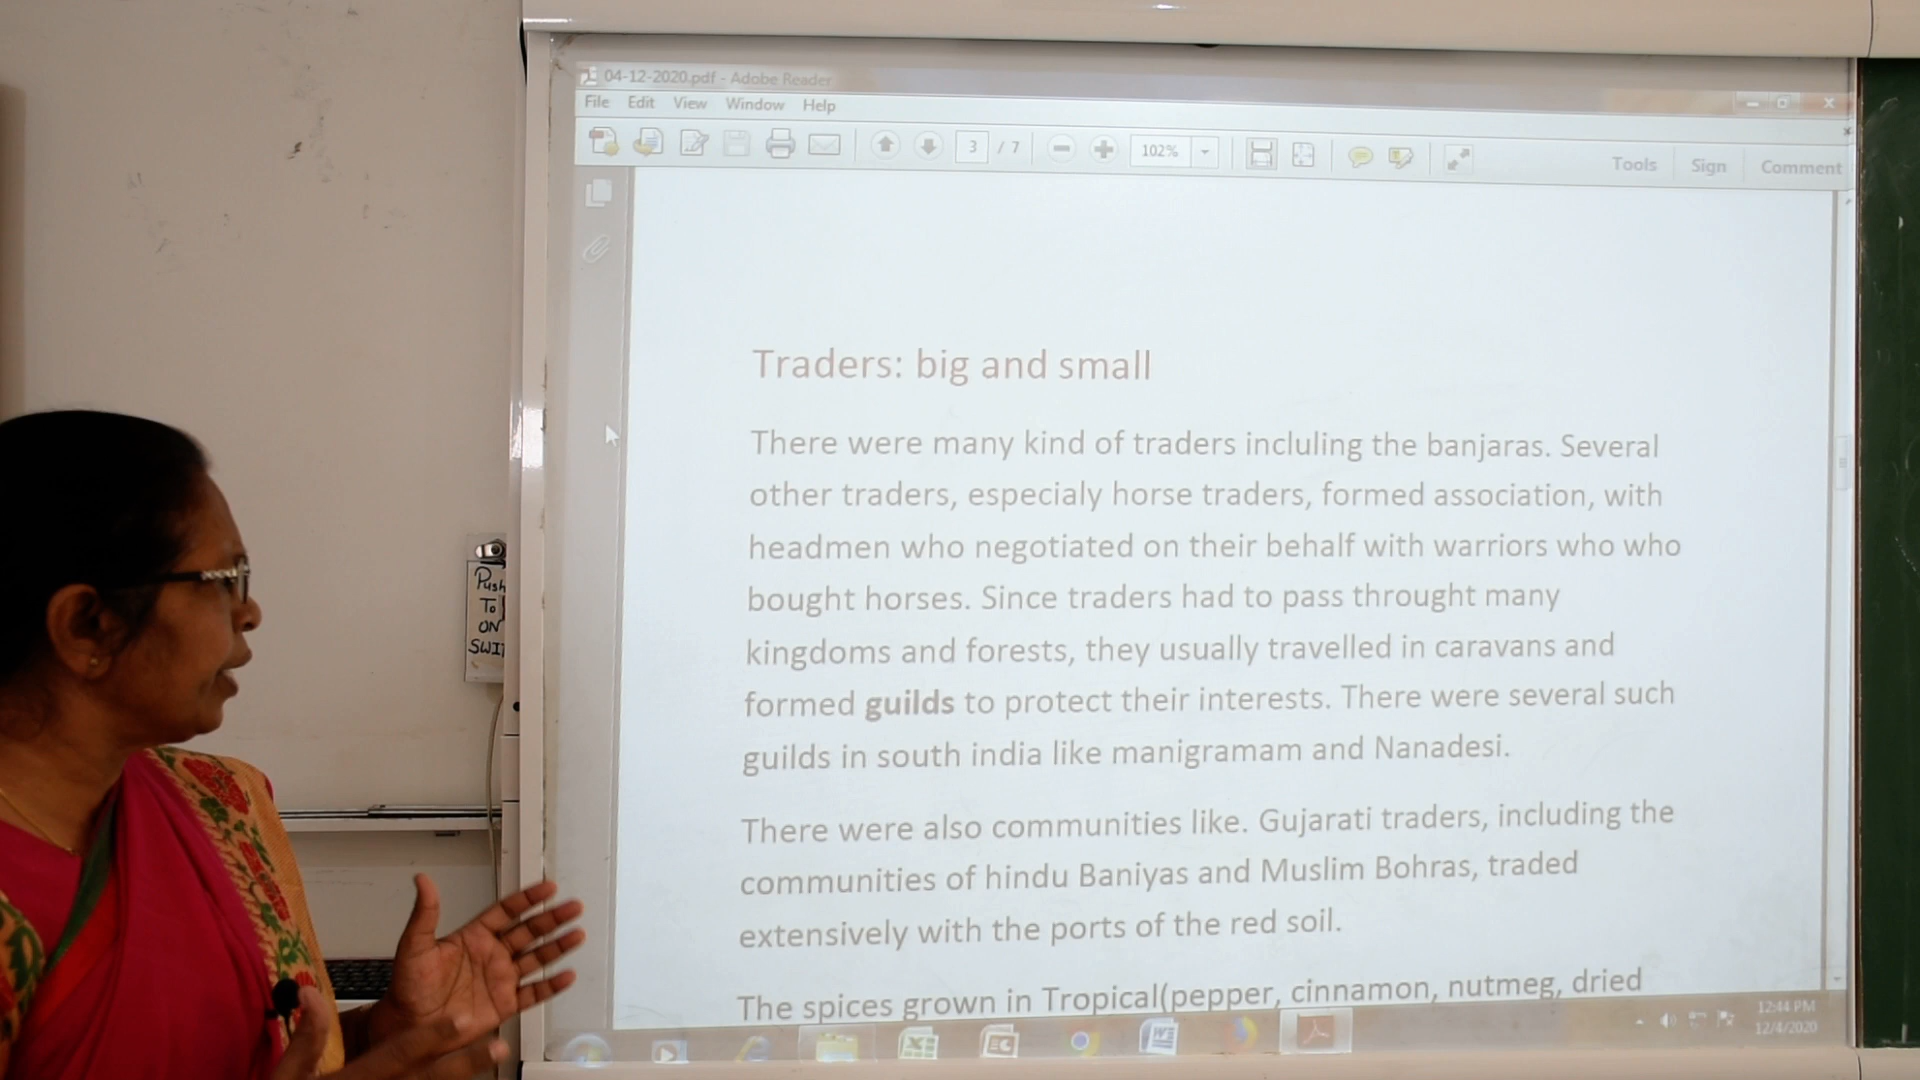 04-12-2020.pdf - Adobe Reader
File Edit View Window Help
3 / 7 102% Tools Sign Comment
Traders: big and small
There were many kind of traders incluling the banjaras. Several
other traders, especialy horse traders, formed association, with
headmen who negotiated on their behalf with warriors who who
bought horses. Since traders had to pass throught many
kingdoms and forests, they usually travelled in caravans and
formed guilds to protect their interests. There were several such
guilds in south india like manigramam and Nanadesi.
There were also communities like. Gujarati traders, including the
communities of hindu Baniyas and Muslim Bohras, traded
extensively with the ports of the red soil.
The spices grown in Tropical(pepper, cinnamon, nutmeg, dried
12:44 PM
12/4/2020
Push
To
ON
SWI